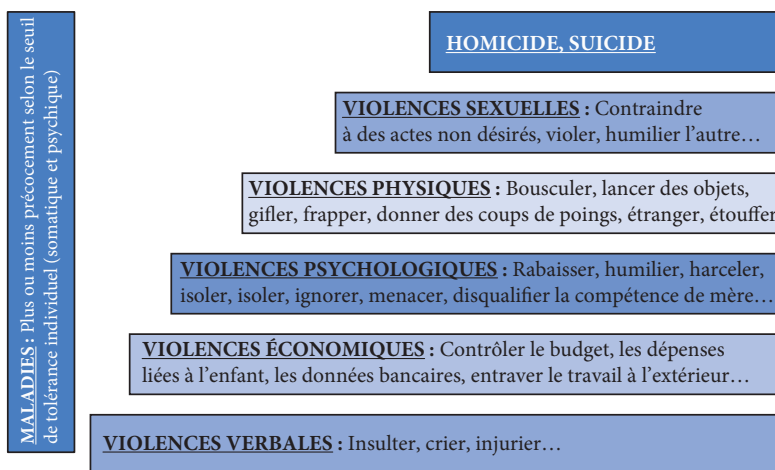 MALADIES : Plus ou moins précocement selon le seuil
de tolérance individuel (somatique et psychique)
HOMICIDE, SUICIDE
VIOLENCES SEXUELLES : Contraindre
à des actes non désirés, violer, humilier l’autre…
VIOLENCES PHYSIQUES : Bousculer, lancer des objets,
gifler, frapper, donner des coups de poings, étranger, étouffer
VIOLENCES PSYCHOLOGIQUES : Rabaisser, humilier, harceler,
isoler, isoler, ignorer, menacer, disqualifier la compétence de mère…
VIOLENCES ÉCONOMIQUES : Contrôler le budget, les dépenses
liées à l’enfant, les données bancaires, entraver le travail à l’extérieur…
VIOLENCES VERBALES : Insulter, crier, injurier…